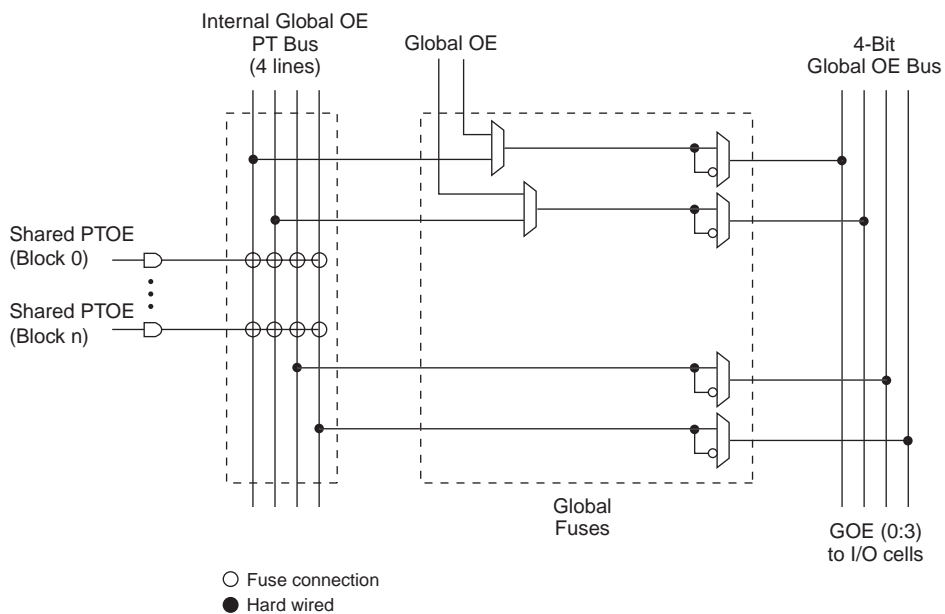 Internal Global OE
PT Bus
(4 lines)
Global OE
4-Bit
Global OE Bus
Shared PTOE
(Block 0)
Shared PTOE
(Block n)
Global
Fuses
GOE (0:3)
to I/O cells
Fuse connection
Hard wired